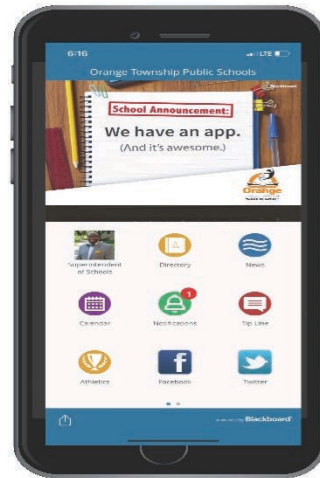 6:16
LTE
Orange Township Public Schools
Blackboard
School Announcement:
We have an app.
(And it's awesome.)
Orange
Superintendent
of Schools
Directory
News
Calendar
1
Notifications
Tip Line
Athletics
Facebook
Twitter
Blackboard